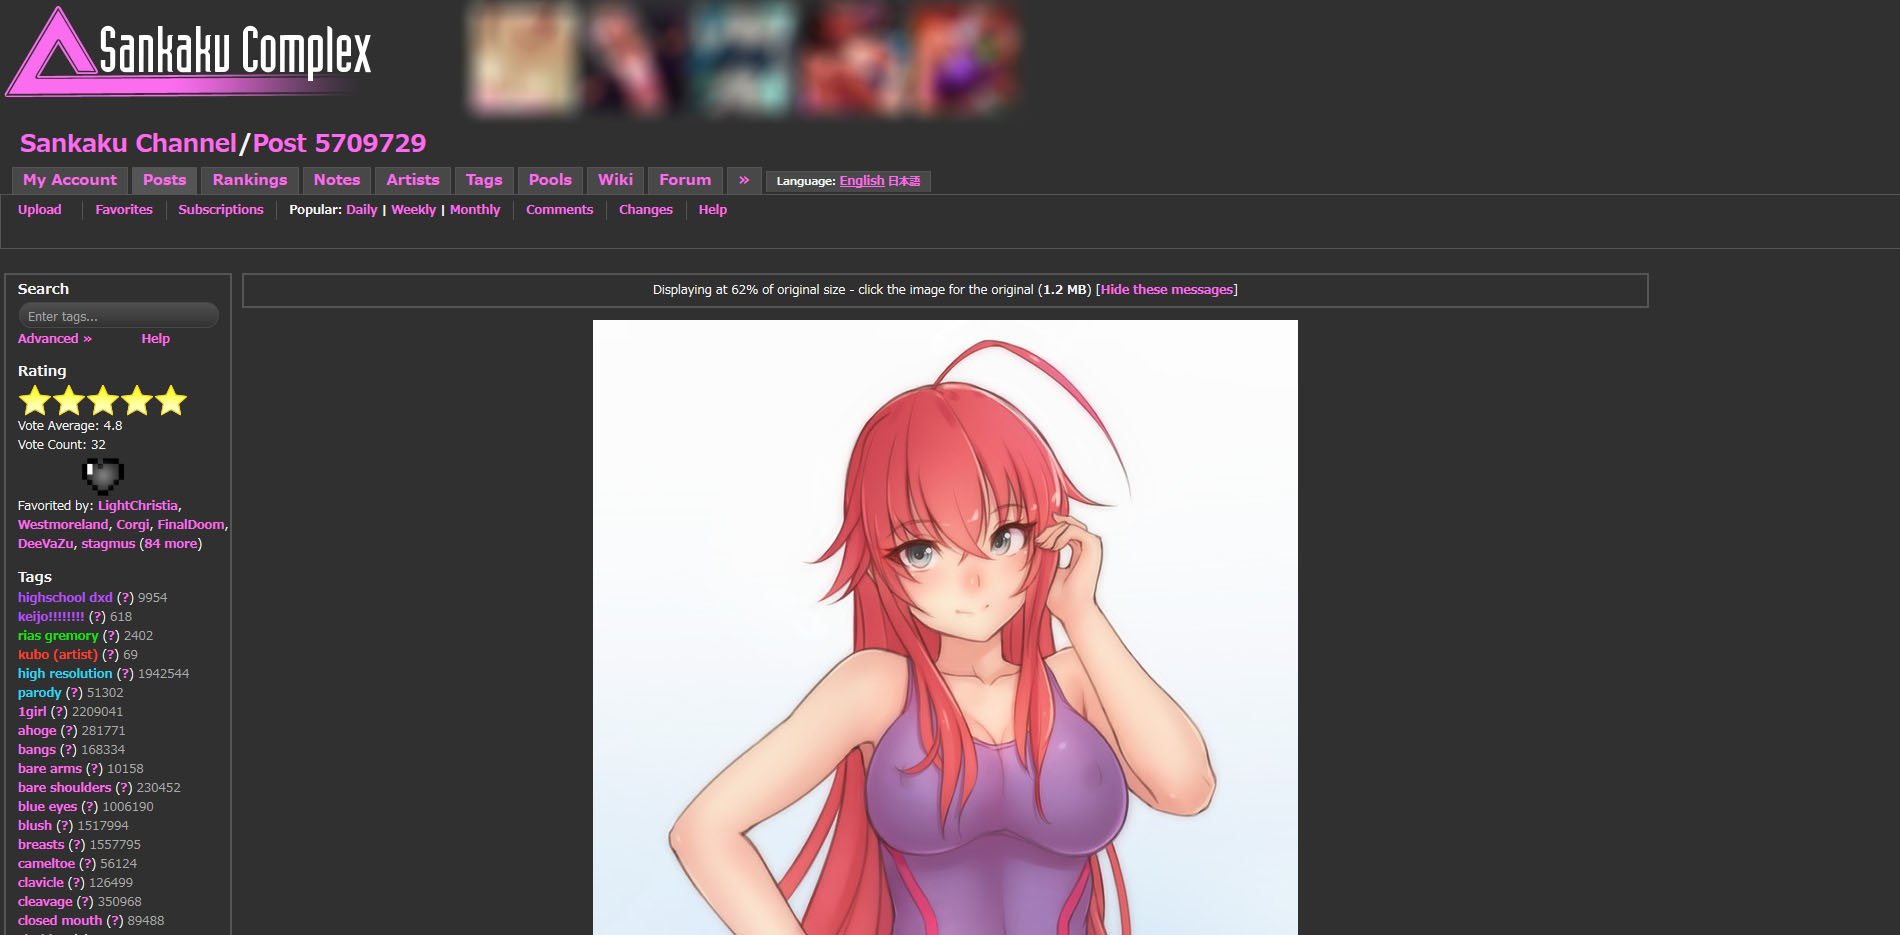 Sankaku Complex
Sankaku Channel/Post 5709729
My Account Posts Rankings Notes Artists Tags Pools Wiki Forum » Language: English 日本語
Upload Favorites Subscriptions Popular: Daily | Weekly | Monthly Comments Changes Help
Displaying at 62% of original size - click the image for the original (1.2 MB) [Hide these messages]
Search
Enter tags...
Advanced » Help
Rating
Vote Average: 4.8
Vote Count: 32
Favorited by: LightChristia,
Westmoreland, Corgi, FinalDoom,
DeeVaZu, stagmus (84 more)
Tags
highschool dxd (?) 9954
keijo!!!!!!!! (?) 618
rias gremory (?) 2402
kubo (artist) (?) 69
high resolution (?) 1942544
parody (?) 51302
1girl (?) 2209041
ahoge (?) 281771
bangs (?) 168334
bare arms (?) 10158
bare shoulders (?) 230452
blue eyes (?) 1006190
blush (?) 1517994
breasts (?) 1557795
cameltoe (?) 56124
clavicle (?) 126499
cleavage (?) 350968
closed mouth (?) 89488